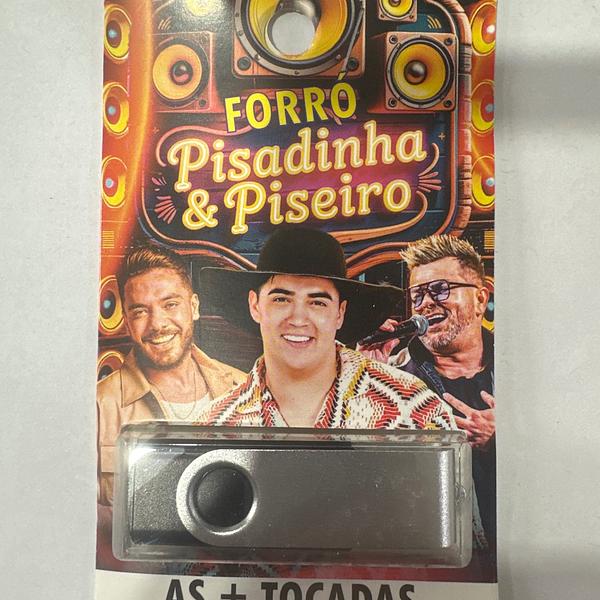 FORRÓ
Pisadinha
& Piseiro
AS + TOCADAS